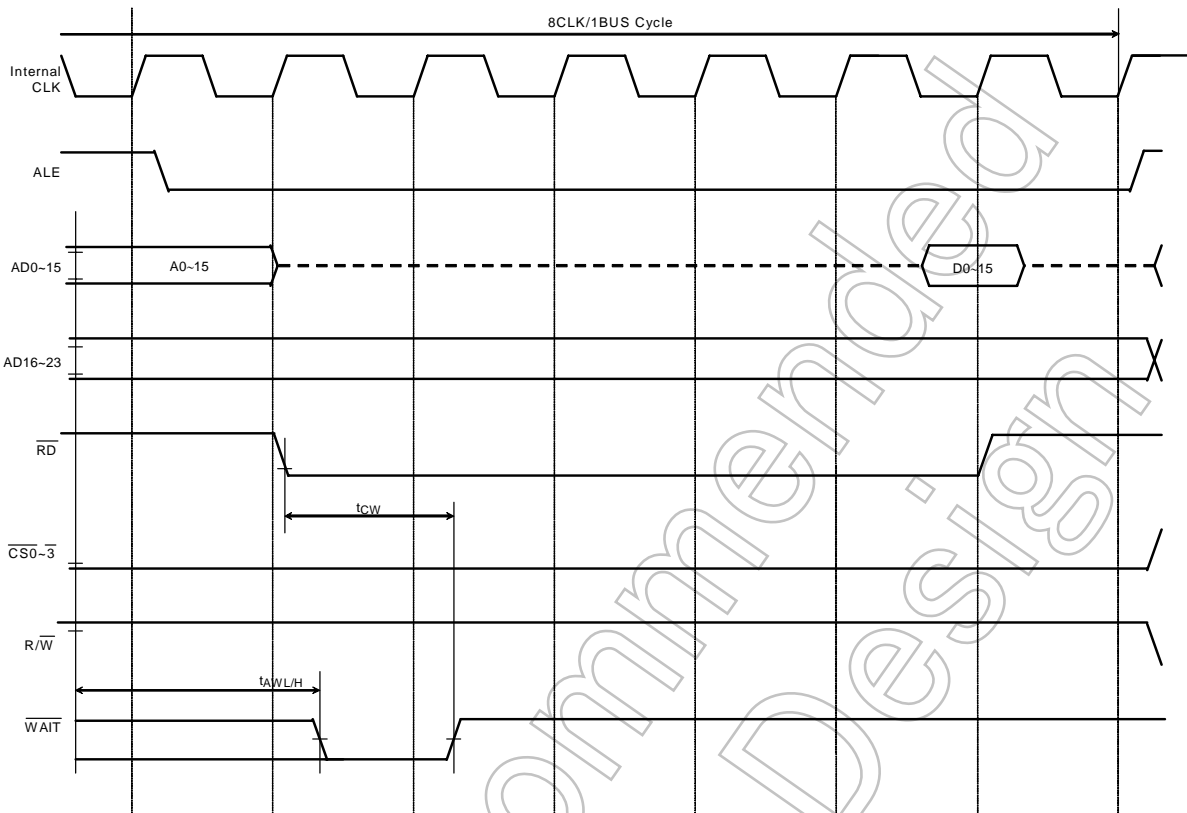 8CLK/1BUS Cycle
Internal
CLK
ALE
AD0~15
A0~15
D0~15
AD16~23
RD
tCW
CS0~3
R/W
tAWL/H
WAIT
ommended
Design